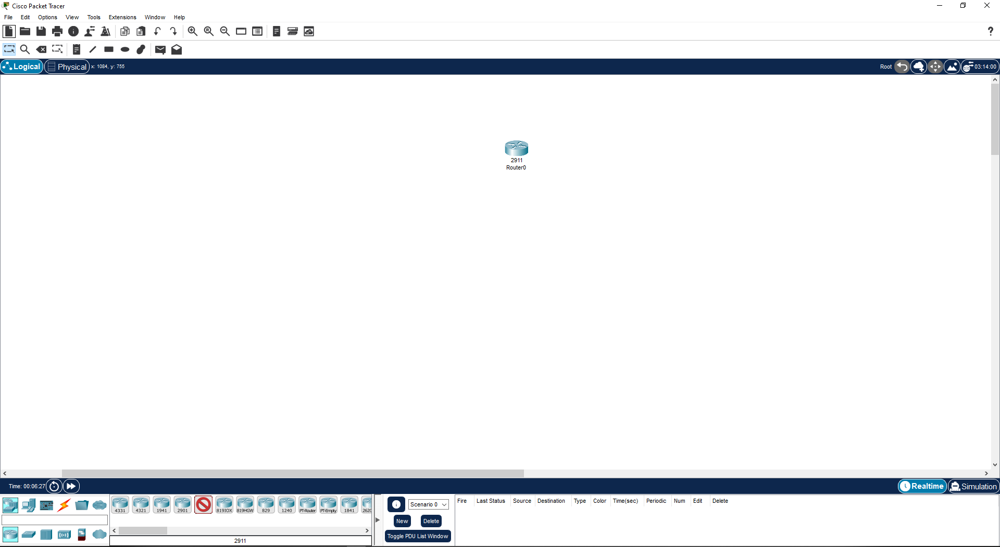 Cisco Packet Tracer
File Edit Options View Tools Extensions Window Help
?
Logical Physical x: 1084, y: 755 Root 03:14:00
2911
Router0
Time: 00:06:27 Realtime Simulation
4331 4321 1941 2901 819IOX 819HGW 829 1240 PT-Router PT-Empty 1841 2620
2911
Scenario 0
New Delete
Toggle PDU List Window
Fire Last Status Source Destination Type Color Time(sec) Periodic Num Edit Delete